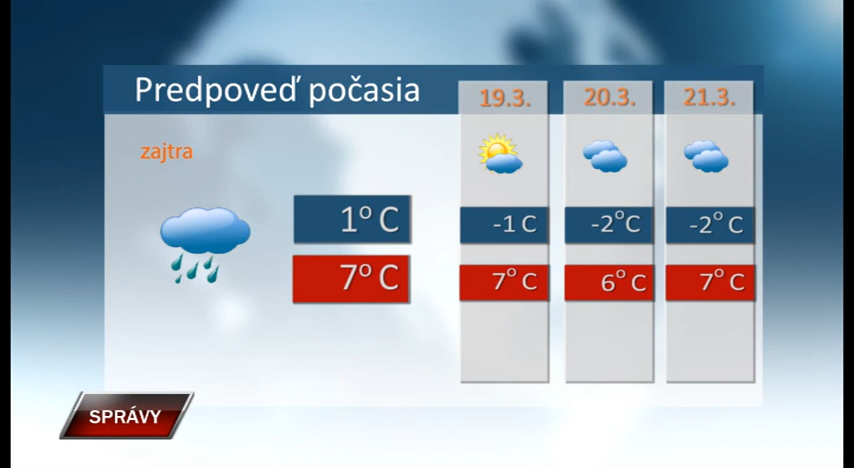 Predpoveď počasia
zajtra
1° C
7° C
19.3.
-1 C
7° C
20.3.
-2°C
6° C
21.3.
-2° C
7° C
SPRÁVY